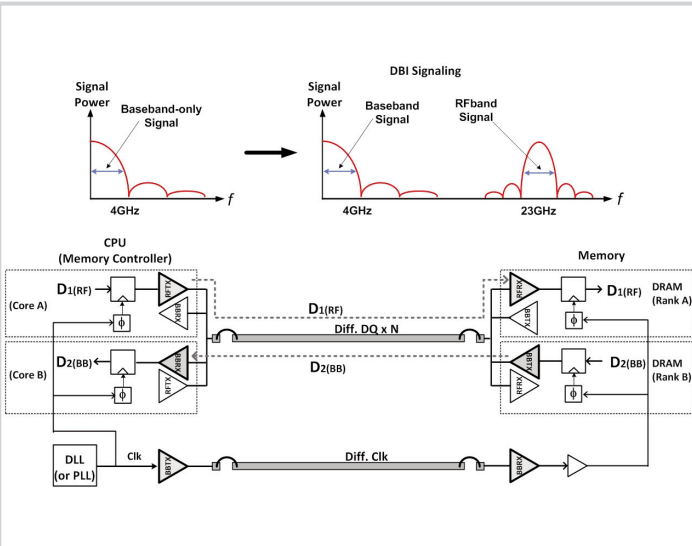 DBI Signaling
Signal
Power
Baseband-only
Signal
4GHz
f
Signal
Power
Baseband
Signal
RFband
Signal
4GHz
23GHz
f
CPU
(Memory Controller)
Memory
(Core A)
D1(RF)
ϕ
RFTX
BBRX
D1(RF)
RFRX
BBTX
D1(RF)
ϕ
DRAM
(Rank A)
Diff. DQ x N
(Core B)
D2(BB)
ϕ
BBRX
RFTX
D2(BB)
BBTX
RFRX
D2(BB)
ϕ
DRAM
(Rank B)
DLL
(or PLL)
Clk
BBTX
Diff. Clk
BBRX